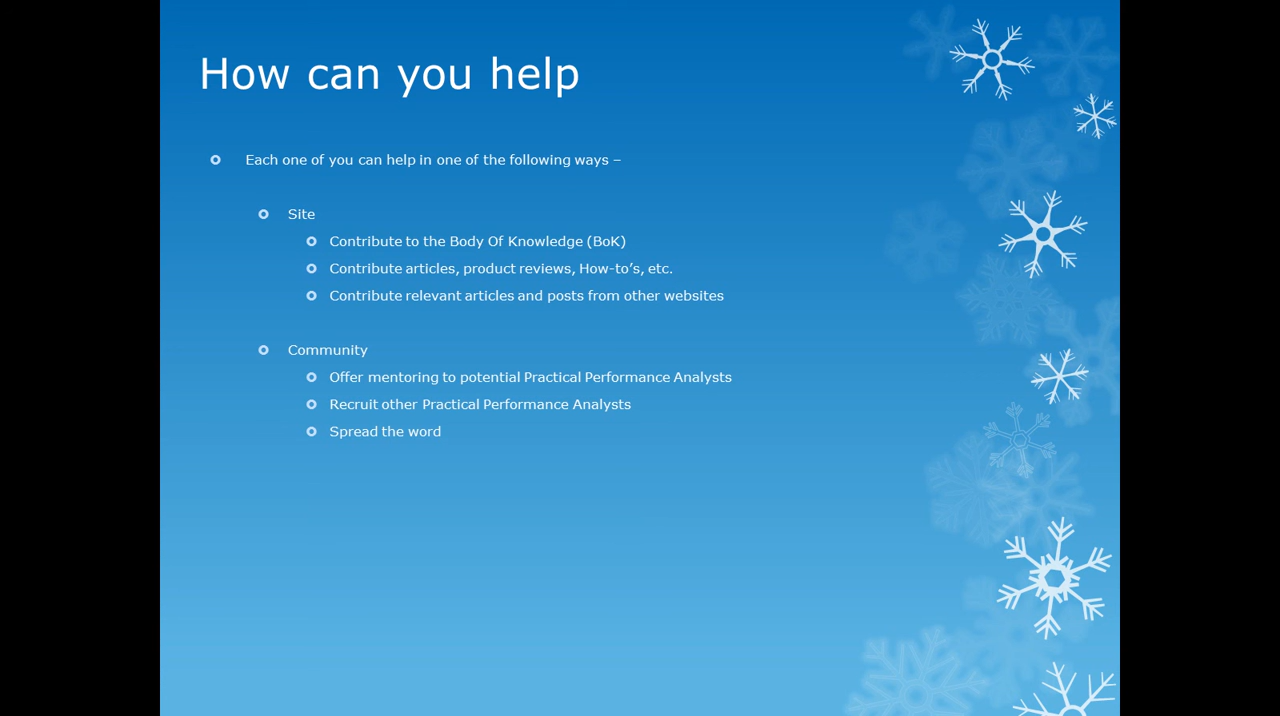 How can you help
Each one of you can help in one of the following ways –
Site
Contribute to the Body Of Knowledge (BoK)
Contribute articles, product reviews, How-to’s, etc.
Contribute relevant articles and posts from other websites
Community
Offer mentoring to potential Practical Performance Analysts
Recruit other Practical Performance Analysts
Spread the word